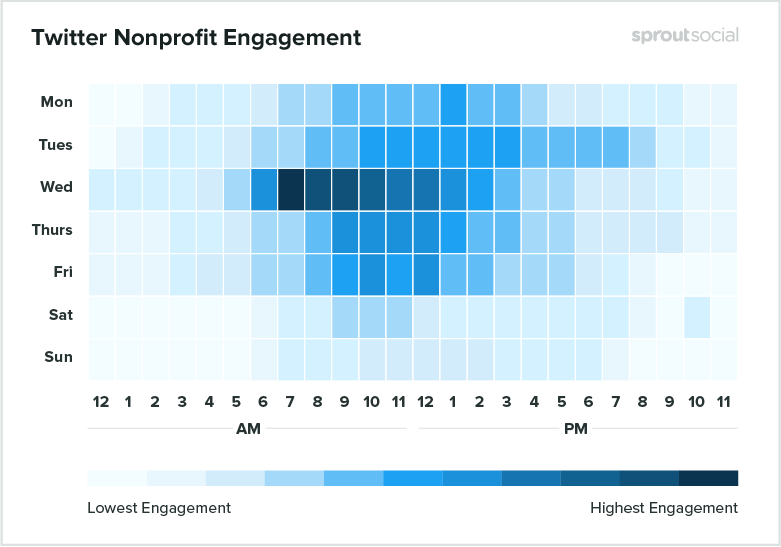 Twitter Nonprofit Engagement
sproutsocial
Mon
Tues
Wed
Thurs
Fri
Sat
Sun
12 1 2 3 4 5 6 7 8 9 10 11 12 1 2 3 4 5 6 7 8 9 10 11
AM PM
Lowest Engagement Highest Engagement